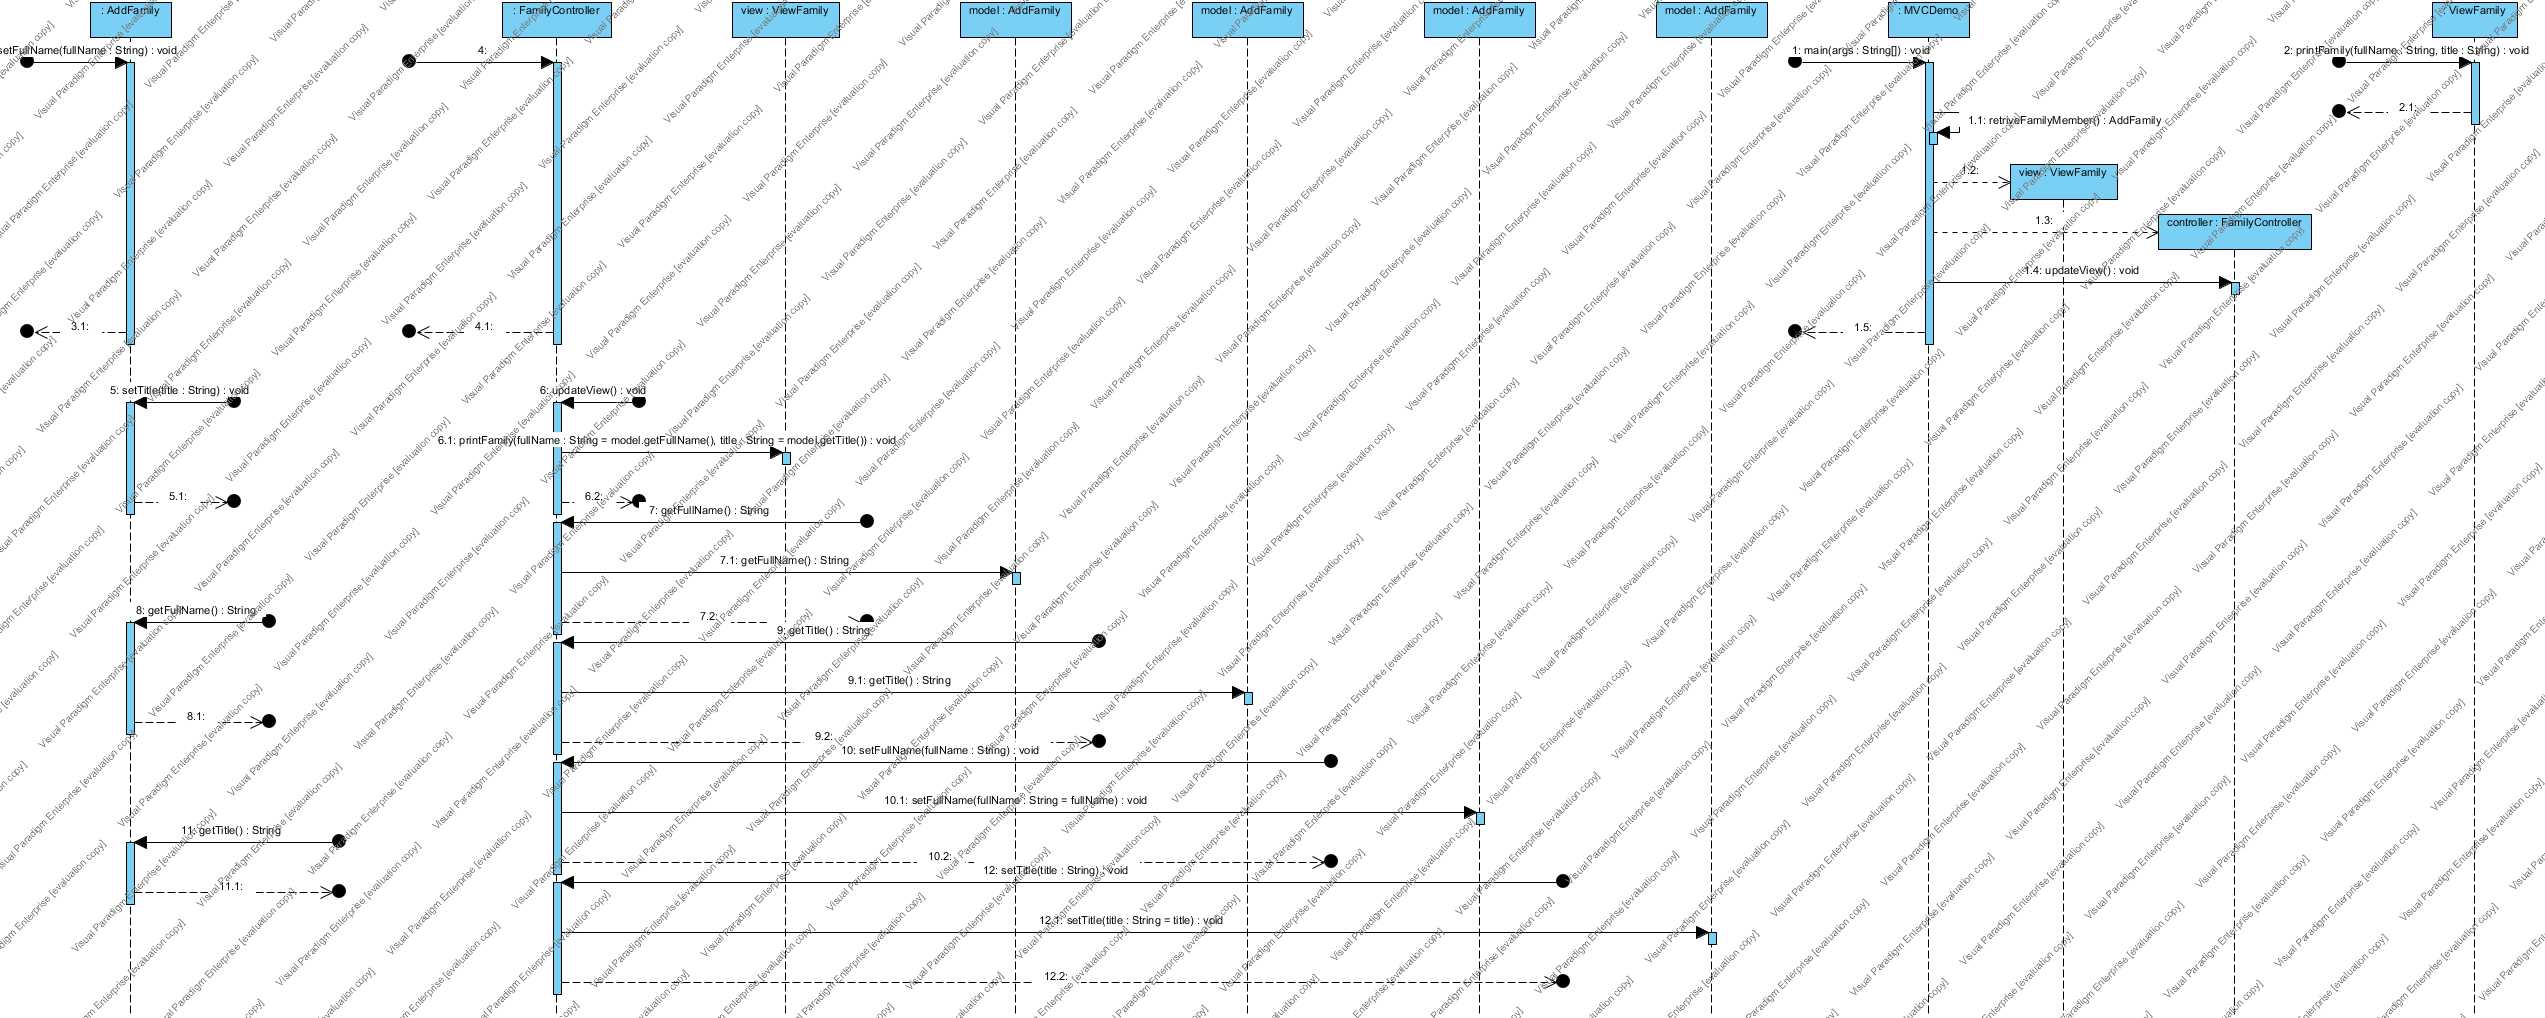 : AddFamily
: FamilyController
view : ViewFamily
model : AddFamily
model : AddFamily
model : AddFamily
model : AddFamily
: MVCDemo
: ViewFamily
setFullName(fullName : String) : void
4:
1: main(args : String[]) : void
2: printFamily(fullName : String, title : String) : void
2.1:
1.1: retriveFamilyMember() : AddFamily
1.2:
view : ViewFamily
1.3:
controller : FamilyController
1.4: updateView() : void
3.1:
4.1:
1.5:
5: setTitle(title : String) : void
6: updateView() : void
6.1: printFamily(fullName : String = model.getFullName(), title : String = model.getTitle()) : void
5.1:
6.2:
7: getFullName() : String
7.1: getFullName() : String
8: getFullName() : String
7.2:
9: getTitle() : String
9.1: getTitle() : String
8.1:
9.2:
10: setFullName(fullName : String) : void
10.1: setFullName(fullName : String = fullName) : void
11: getTitle() : String
10.2:
12: setTitle(title : String) : void
11.1:
12.1: setTitle(title : String = title) : void
12.2:
Visual Paradigm Enterprise [evaluation copy]